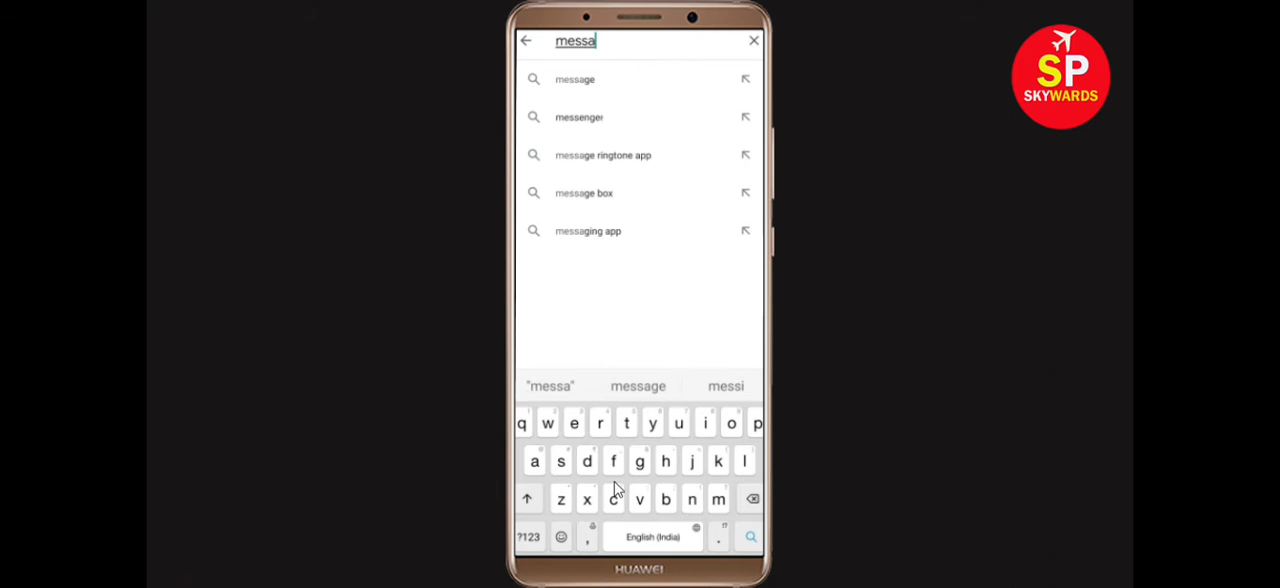 messa
message
messenger
message ringtone app
message box
messaging app
"messa" message messi
q w e r t y u i o p
a s d f g h j k l
z x c v b n m
?123 , English (India) .
HUAWEI
SP
SKYWARDS